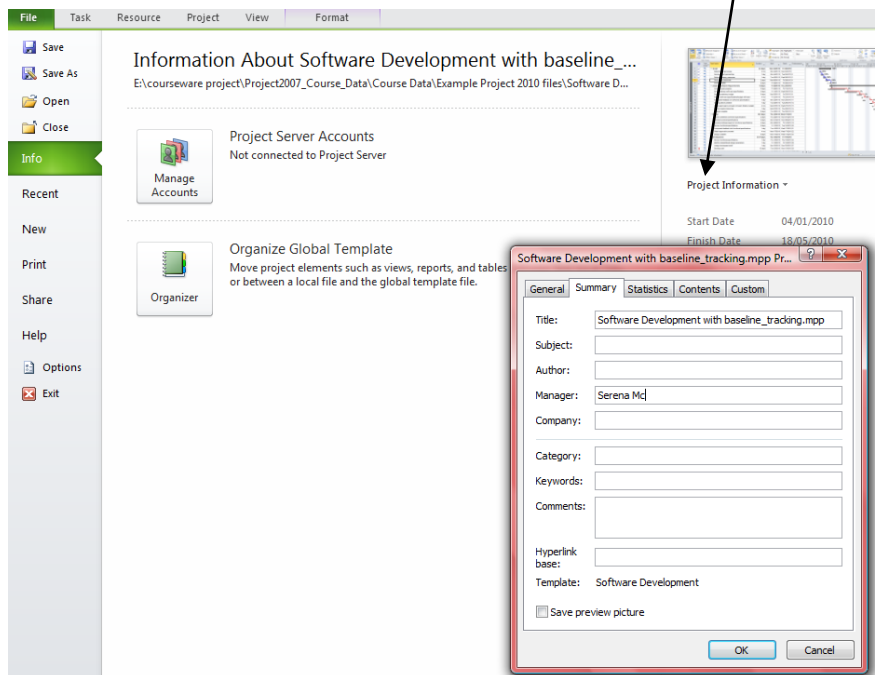 File Task Resource Project View Format
Save
Save As
Open
Close
Info
Recent
New
Print
Share
Help
Options
Exit
Information About Software Development with baseline_...
E:\courseware project\Project2007_Course_Data\Course Data\Example Project 2010 files\Software D...
Manage
Accounts
Project Server Accounts
Not connected to Project Server
Organizer
Organize Global Template
Move project elements such as views, reports, and tables
or between a local file and the global template file.
Project Information
Start Date 04/01/2010
Finish Date 18/05/2010
Software Development with baseline_tracking.mpp Pr...
General Summary Statistics Contents Custom
Title: Software Development with baseline_tracking.mpp
Subject:
Author:
Manager: Serena Mc
Company:
Category:
Keywords:
Comments:
Hyperlink
base:
Template: Software Development
Save preview picture
OK Cancel